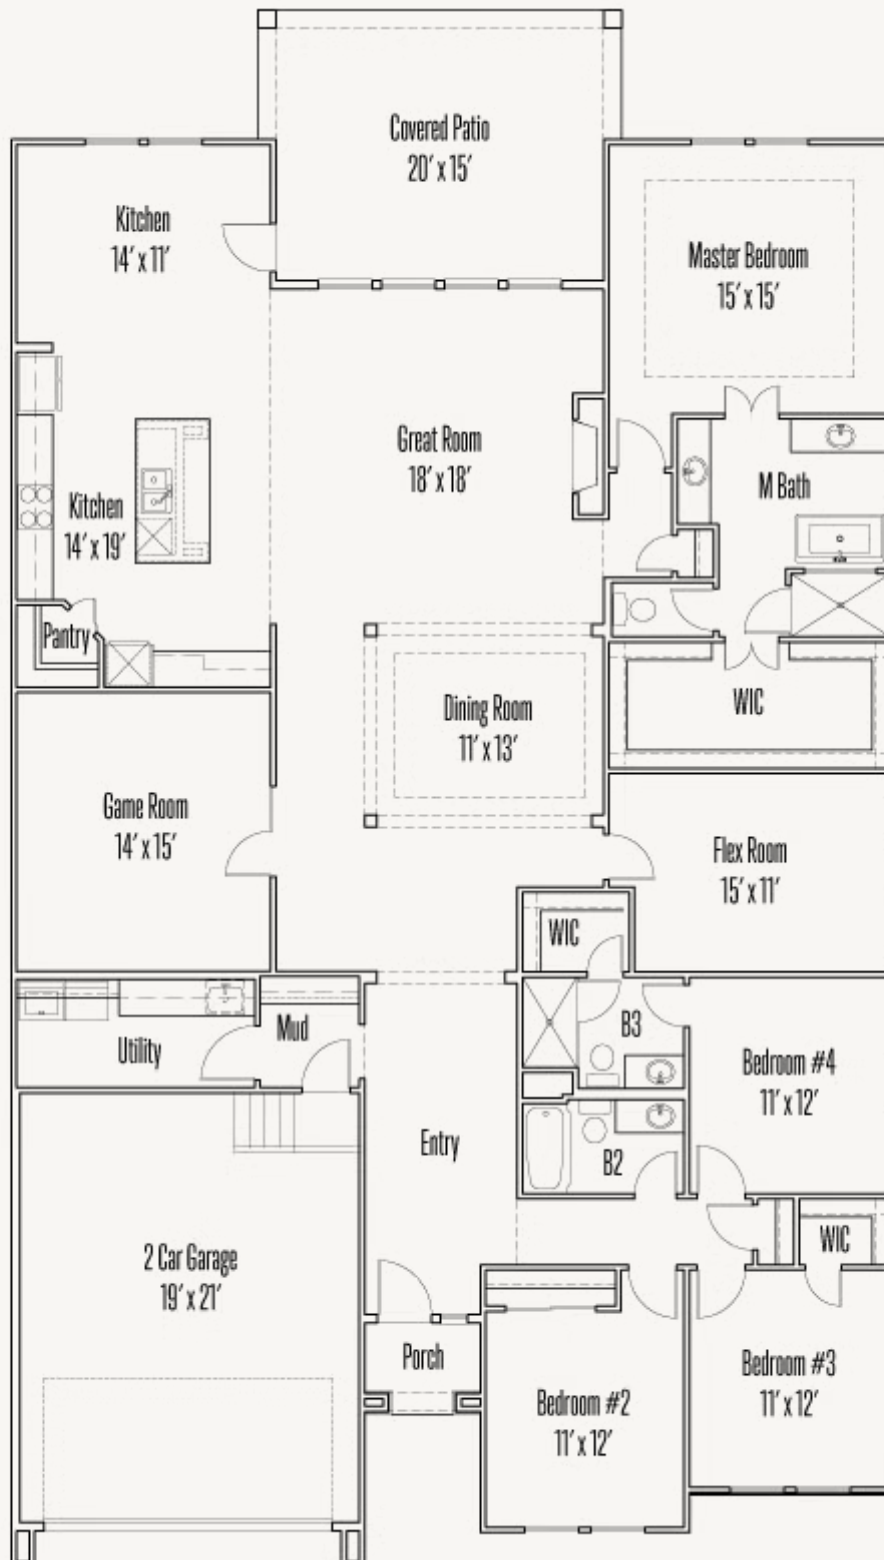 Covered Patio
20' x 15'
Kitchen
14' x 11'
Master Bedroom
15' x 15'
Great Room
18' x 18'
Kitchen
14' x 19'
M Bath
Pantry
Dining Room
11' x 13'
WIC
Game Room
14' x 15'
Flex Room
15' x 11'
WIC
Utility
Mud
B3
Bedroom #4
11' x 12'
Entry
B2
WIC
2 Car Garage
19' x 21'
Porch
Bedroom #2
11' x 12'
Bedroom #3
11' x 12'